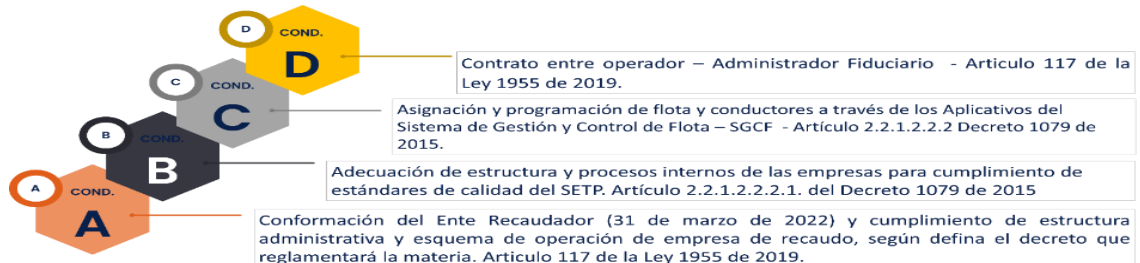 D
COND.
D
Contrato entre operador – Administrador Fiduciario - Articulo 117 de la
Ley 1955 de 2019.
C
COND.
C
Asignación y programación de flota y conductores a través de los Aplicativos del
Sistema de Gestión y Control de Flota – SGCF - Artículo 2.2.1.2.2.2 Decreto 1079 de
2015.
B
COND.
B
Adecuación de estructura y procesos internos de las empresas para cumplimiento de
estándares de calidad del SETP. Artículo 2.2.1.2.2.2.1. del Decreto 1079 de 2015
A
COND.
A
Conformación del Ente Recaudador (31 de marzo de 2022) y cumplimiento de estructura
administrativa y esquema de operación de empresa de recaudo, según defina el decreto que
reglamentará la materia. Articulo 117 de la Ley 1955 de 2019.